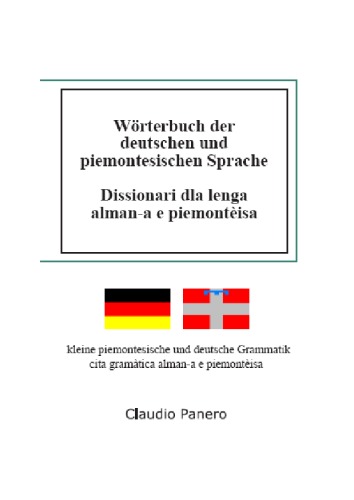 Wörterbuch der
deutschen und
piemontesischen Sprache
Dissionari dla lenga
alman-a e piemontèisa
kleine piemontesische und deutsche Grammatik
cita gramàtica alman-a e piemontèisa
Claudio Panero